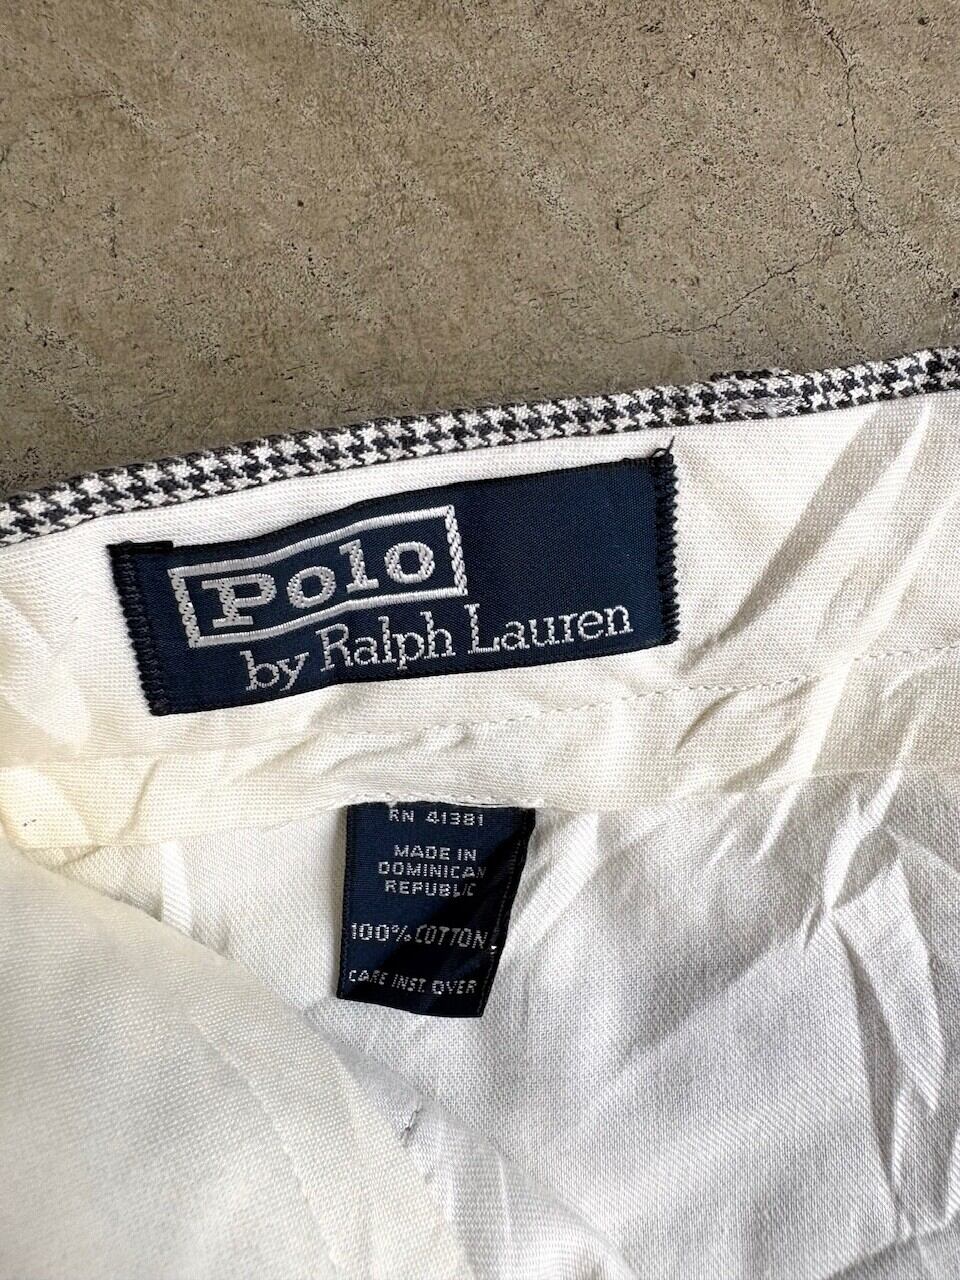 Polo
by Ralph Lauren
RN 41381
MADE IN
DOMINICAN
REPUBLIC
100% COTTON
CARE INST. OVER